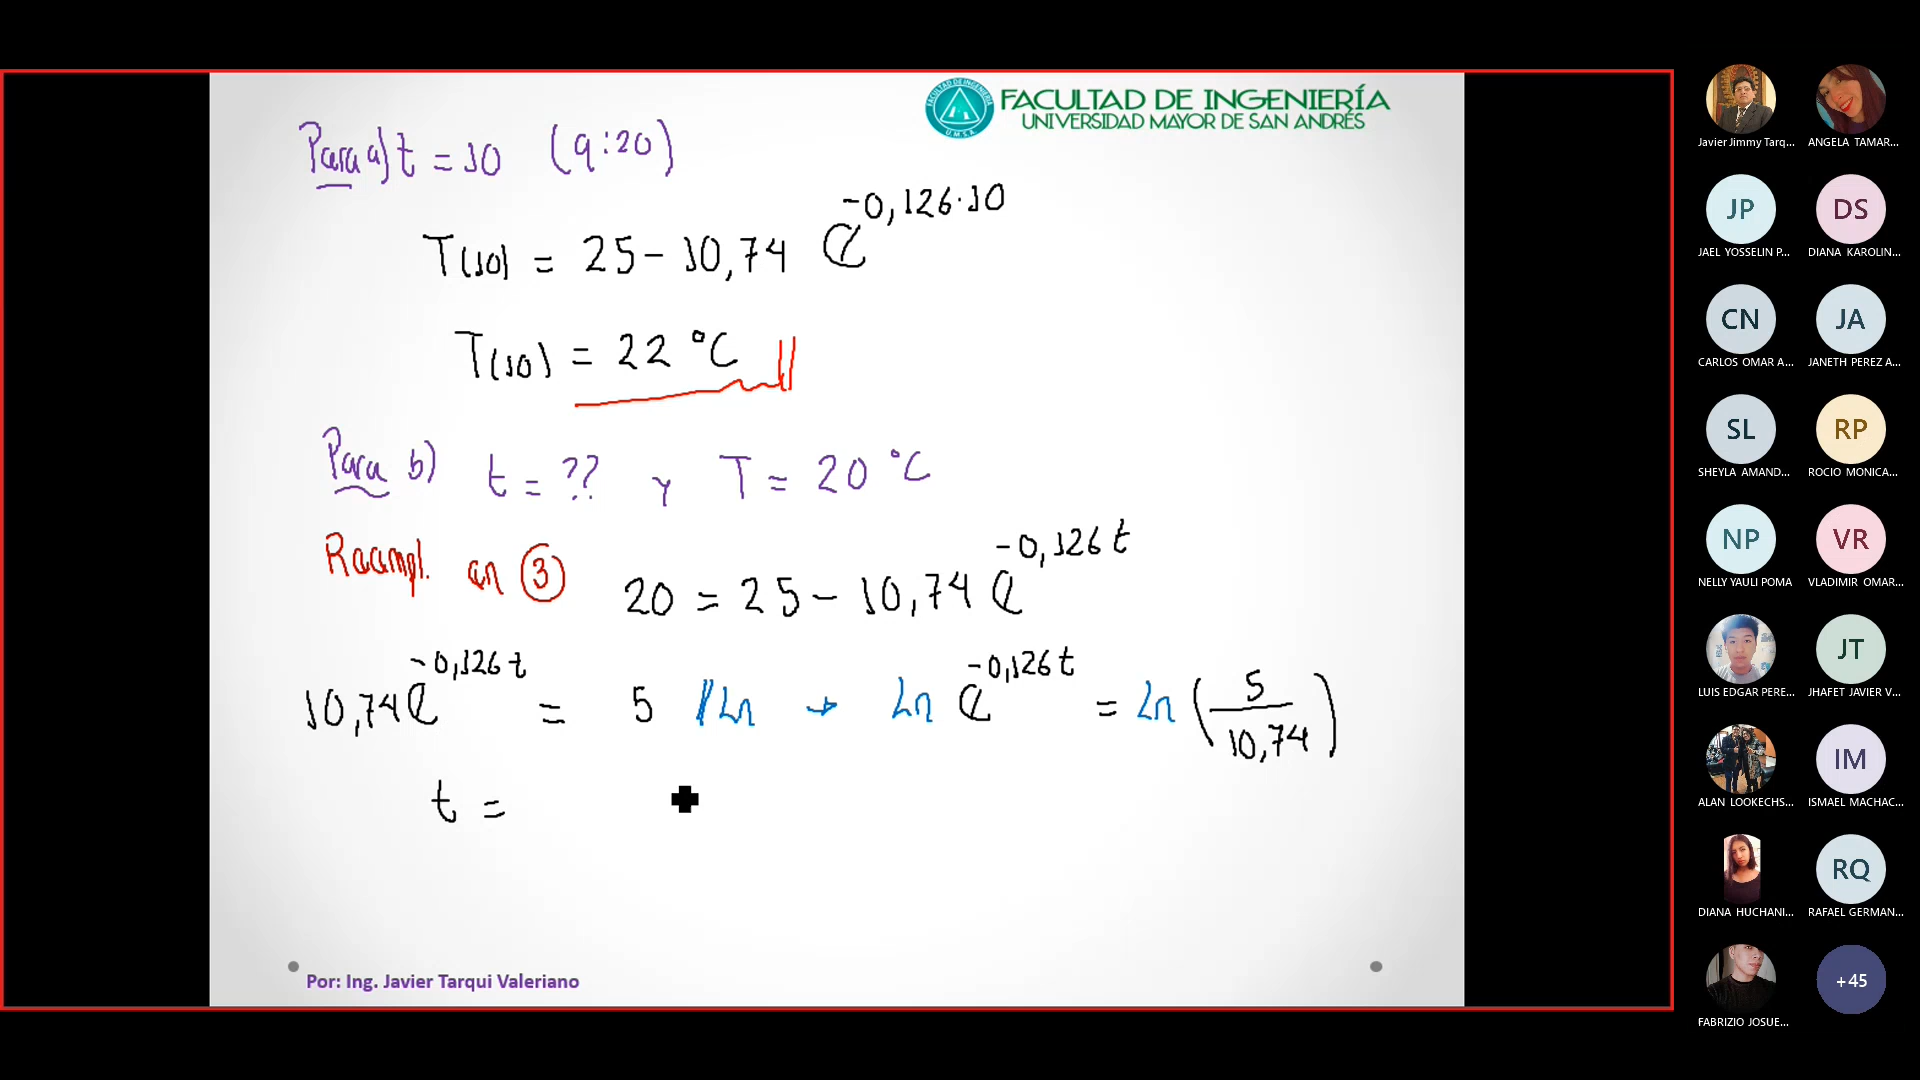 FACULTAD DE INGENIERÍA
UNIVERSIDAD MAYOR DE SAN ANDRÉS
U.M.S.A.
Para a) t = 10 (9:20)
T(10) = 25 - 10,74 e^-0,126·10
T(10) = 22 °C
Para b) t = ?? y T = 20 °C
Reempl. en ③ 20 = 25 - 10,74 e^-0,126 t
10,74 e^-0,126 t = 5 // Ln → Ln e^-0,126 t = Ln (5/10,74)
t =
Por: Ing. Javier Tarqui Valeriano
Javier Jimmy Tarq... ANGELA TAMAR...
JP DS
JAEL YOSSELIN P... DIANA KAROLIN...
CN JA
CARLOS OMAR A... JANETH PEREZ A...
SL RP
SHEYLA AMAND... ROCIO MONICA...
NP VR
NELLY YAULI POMA VLADIMIR OMAR...
JT
LUIS EDGAR PERE... JHAFET JAVIER V...
IM
ALAN LOOKECHS... ISMAEL MACHAC...
RQ
DIANA HUCHANI... RAFAEL GERMAN...
+45
FABRIZIO JOSUE...